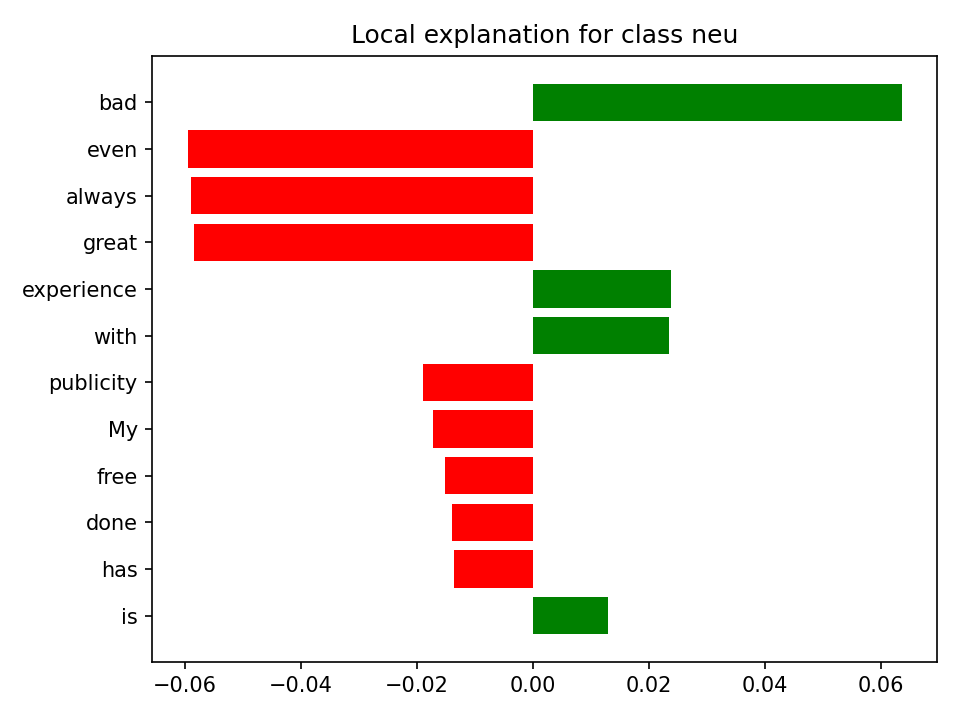 Local explanation for class neu
bad
even
always
great
experience
with
publicity
My
free
done
has
is
−0.06 −0.04 −0.02 0.00 0.02 0.04 0.06